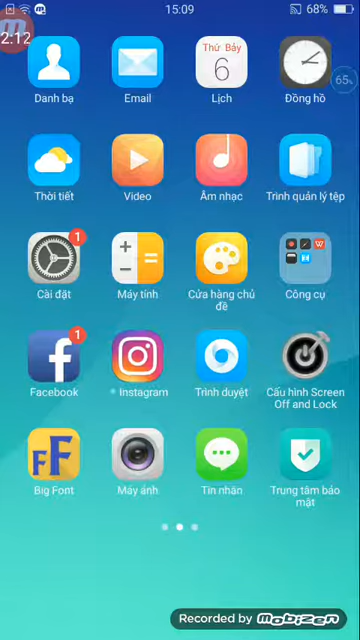 15:09
68%
2:12
65%
Thứ Bảy
6
Danh bạ
Email
Lịch
Đồng hồ
Thời tiết
Video
Âm nhạc
Trình quản lý tệp
1
W
Cài đặt
Máy tính
Cửa hàng chủ
đề
Công cụ
1
Facebook
Instagram
Trình duyệt
Cấu hình Screen
Off and Lock
FF
Big Font
Máy ảnh
Tin nhắn
Trung tâm bảo
mật
Recorded by mobizen